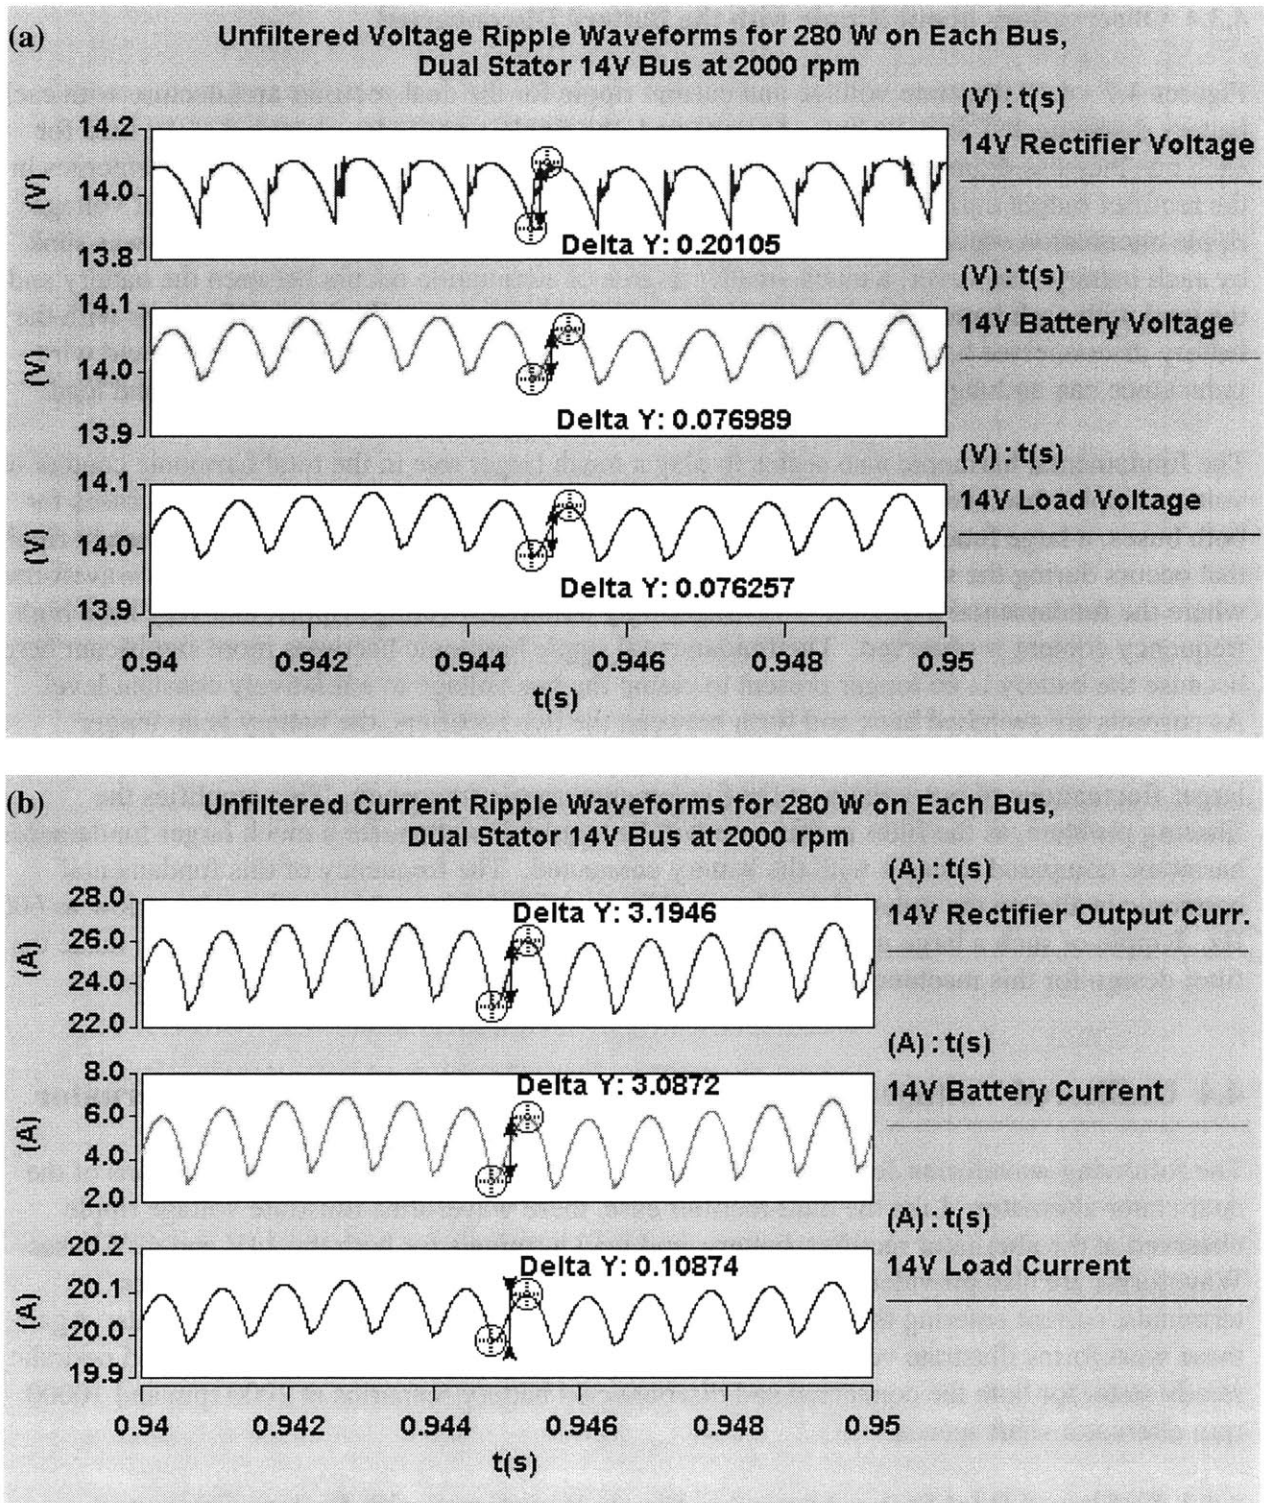 (a)
Unfiltered Voltage Ripple Waveforms for 280 W on Each Bus,
Dual Stator 14V Bus at 2000 rpm
(V) : t(s)
14V Rectifier Voltage
14.2
14.0
13.8
(V)
Delta Y: 0.20105
(V) : t(s)
14V Battery Voltage
14.1
14.0
13.9
(V)
Delta Y: 0.076989
(V) : t(s)
14V Load Voltage
14.1
14.0
13.9
(V)
Delta Y: 0.076257
0.94 0.942 0.944 0.946 0.948 0.95
t(s)
(b)
Unfiltered Current Ripple Waveforms for 280 W on Each Bus,
Dual Stator 14V Bus at 2000 rpm
(A) : t(s)
14V Rectifier Output Curr.
28.0
26.0
24.0
22.0
(A)
Delta Y: 3.1946
(A) : t(s)
14V Battery Current
8.0
6.0
4.0
2.0
(A)
Delta Y: 3.0872
(A) : t(s)
14V Load Current
20.2
20.1
20.0
19.9
(A)
Delta Y: 0.10874
0.94 0.942 0.944 0.946 0.948 0.95
t(s)